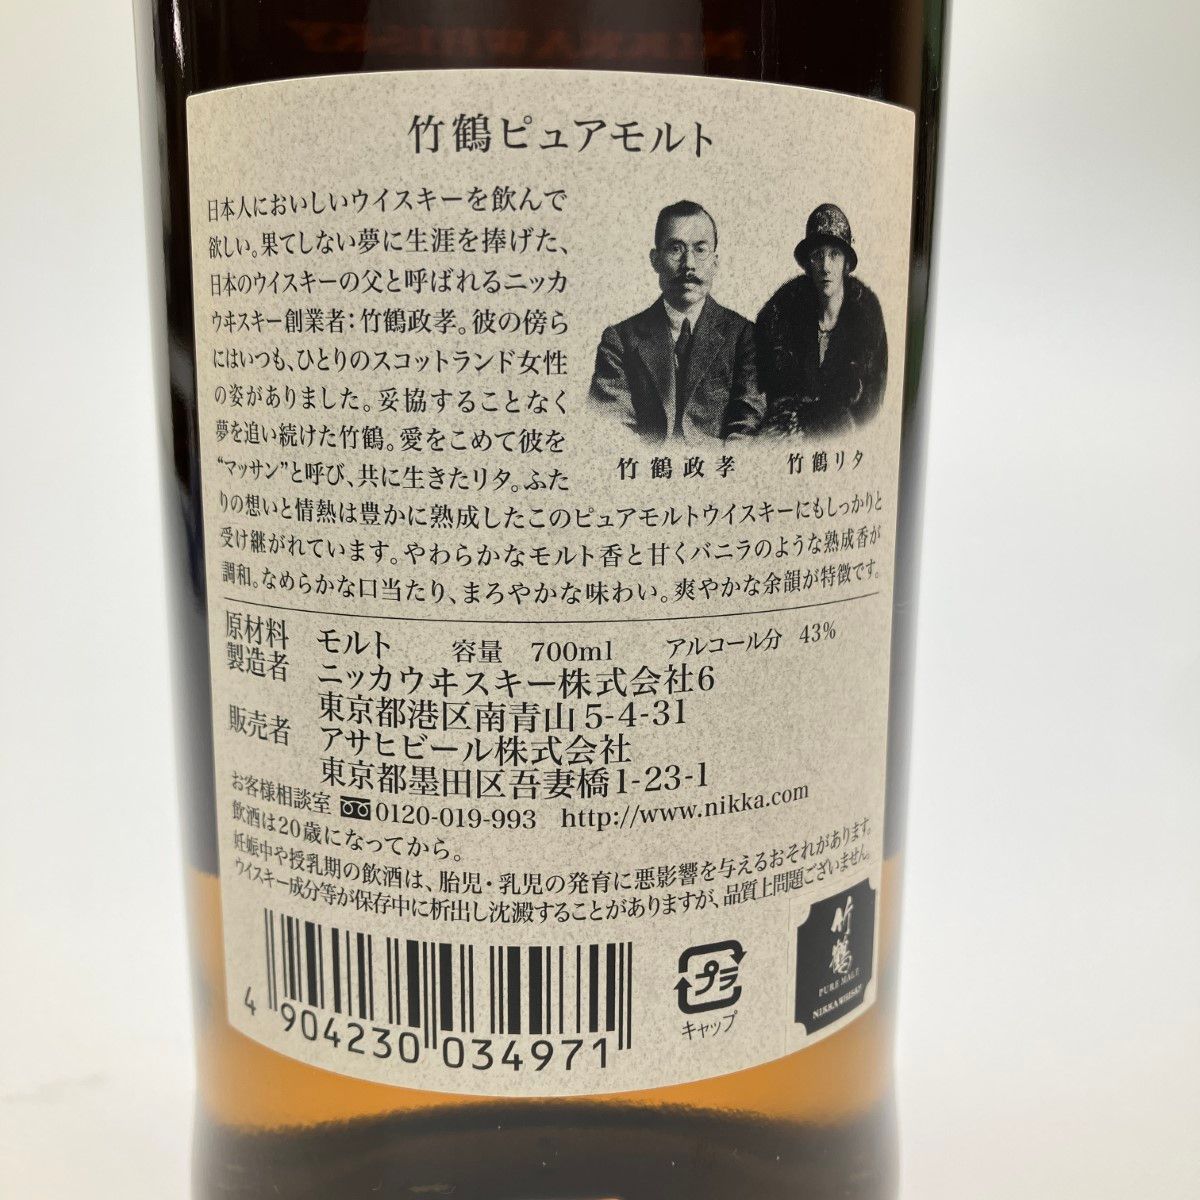 NIKKA WHISKY
竹鶴ピュアモルト
日本人においしいウイスキーを飲んで
欲しい。果てしない夢に生涯を捧げた、
日本のウイスキーの父と呼ばれるニッカ
ウヰスキー創業者：竹鶴政孝。彼の傍ら
にはいつも、ひとりのスコットランド女性
の姿がありました。妥協することなく
夢を追い続けた竹鶴。愛をこめて彼を
“マッサン”と呼び、共に生きたリタ。ふた
りの想いと情熱は豊かに熟成したこのピュアモルトウイスキーにもしっかりと
受け継がれています。やわらかなモルト香と甘くバニラのような熟成香が
調和。なめらかな口当たり、まろやかな味わい。爽やかな余韻が特徴です。
竹鶴政孝 竹鶴リタ
原材料 モルト 容量 700ml アルコール分 43%
製造者 ニッカウヰスキー株式会社6
東京都港区南青山5-4-31
販売者 アサヒビール株式会社
東京都墨田区吾妻橋1-23-1
お客様相談室 0120-019-993 http://www.nikka.com
飲酒は20歳になってから。
妊娠中や授乳期の飲酒は、胎児・乳児の発育に悪影響を与えるおそれがあります。
ウイスキー成分等が保存中に析出し沈澱することがありますが、品質上問題ございません。
4 904230 034971
プラ
キャップ
竹鶴
PURE MALT
NIKKA WHISKY